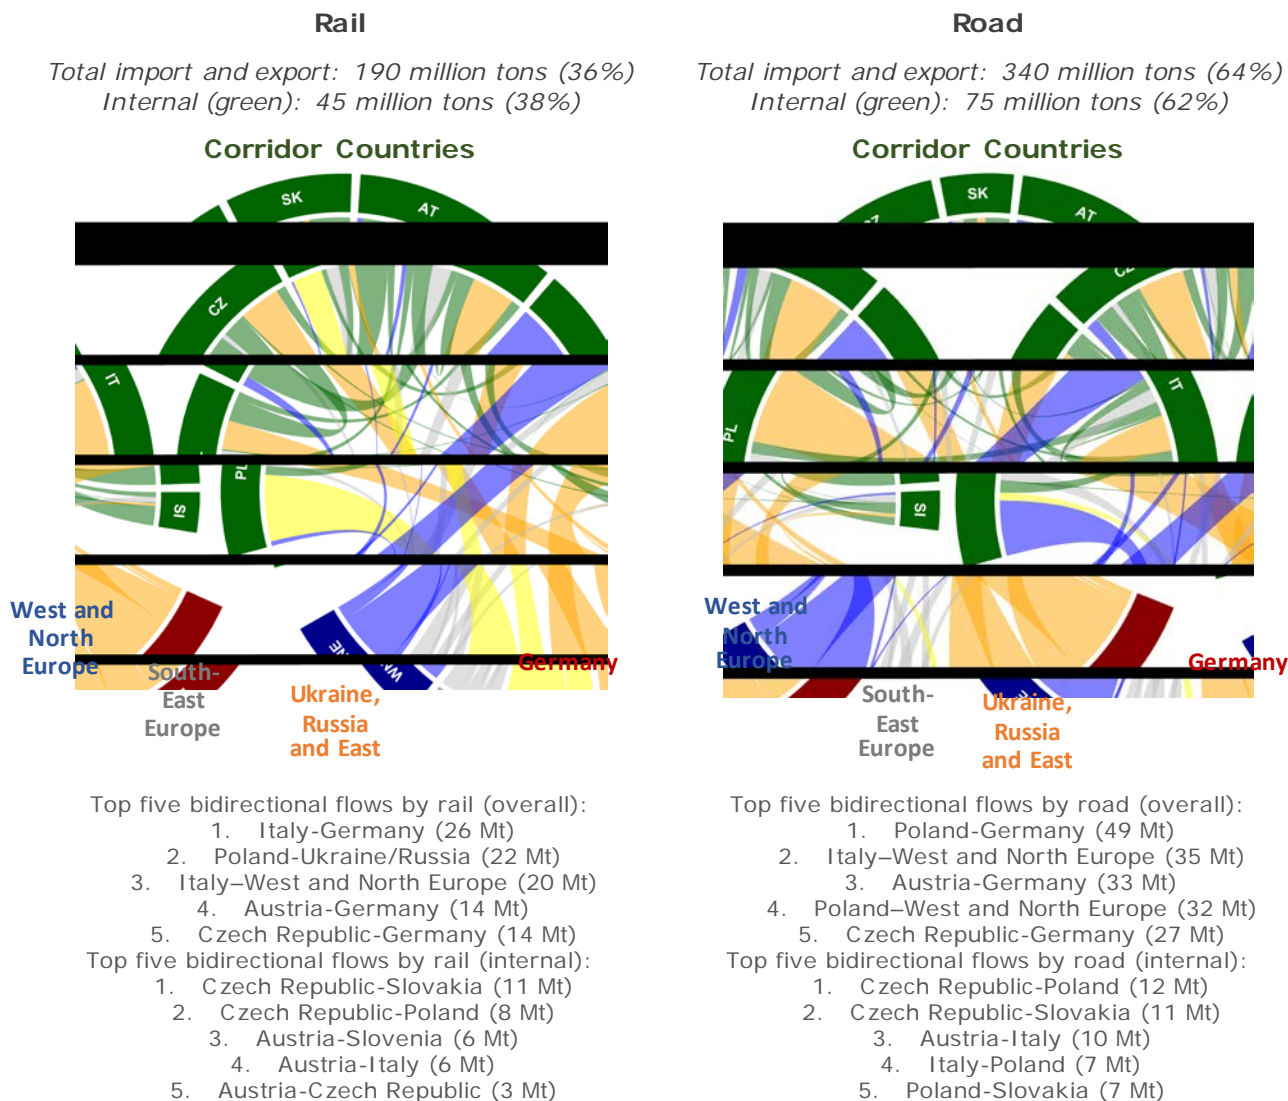 Rail
Total import and export: 190 million tons (36%)
Internal (green): 45 million tons (38%)
Corridor Countries
SK
AT
CZ
IT
PL
SI
West and
North
Europe
South-
East
Europe
Ukraine,
Russia
and East
Germany
Top five bidirectional flows by rail (overall):
1. Italy-Germany (26 Mt)
2. Poland-Ukraine/Russia (22 Mt)
3. Italy–West and North Europe (20 Mt)
4. Austria-Germany (14 Mt)
5. Czech Republic-Germany (14 Mt)
Top five bidirectional flows by rail (internal):
1. Czech Republic-Slovakia (11 Mt)
2. Czech Republic-Poland (8 Mt)
3. Austria-Slovenia (6 Mt)
4. Austria-Italy (6 Mt)
5. Austria-Czech Republic (3 Mt)
Road
Total import and export: 340 million tons (64%)
Internal (green): 75 million tons (62%)
Corridor Countries
SK
AT
CZ
IT
PL
SI
West and
North
Europe
South-
East
Europe
Ukraine,
Russia
and East
Germany
Top five bidirectional flows by road (overall):
1. Poland-Germany (49 Mt)
2. Italy–West and North Europe (35 Mt)
3. Austria-Germany (33 Mt)
4. Poland–West and North Europe (32 Mt)
5. Czech Republic-Germany (27 Mt)
Top five bidirectional flows by road (internal):
1. Czech Republic-Poland (12 Mt)
2. Czech Republic-Slovakia (11 Mt)
3. Austria-Italy (10 Mt)
4. Italy-Poland (7 Mt)
5. Poland-Slovakia (7 Mt)